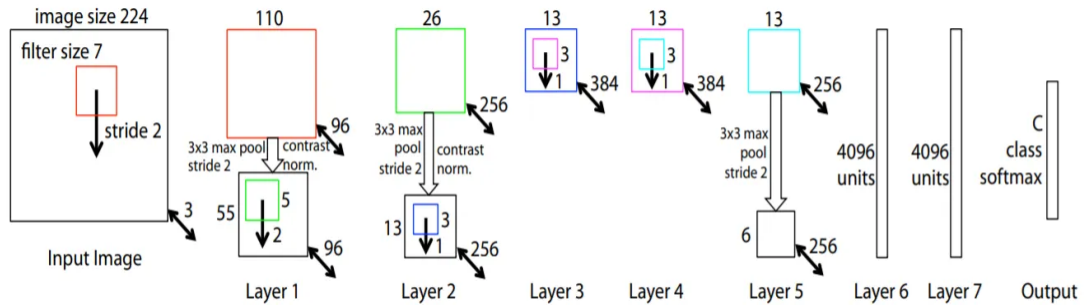 image size 224
filter size 7
stride 2
3
Input Image
110
96
3x3 max pool
stride 2
contrast
norm.
55
5
2
96
Layer 1
26
256
3x3 max
pool
stride 2
contrast
norm.
13
3
1
256
Layer 2
13
3
1
384
Layer 3
13
3
1
384
Layer 4
13
256
3x3 max
pool
stride 2
6
256
Layer 5
4096
units
Layer 6
4096
units
Layer 7
C
class
softmax
Output